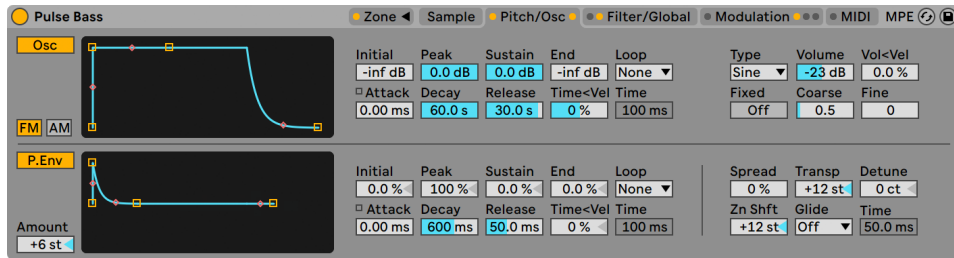 Pulse Bass Zone Sample Pitch/Osc Filter/Global Modulation MIDI MPE
Osc
FM AM
Initial Peak Sustain End Loop
-inf dB 0.0 dB 0.0 dB -inf dB None
Attack Decay Release Time<Vel Time
0.00 ms 60.0 s 30.0 s 0 % 100 ms
Type Volume Vol<Vel
Sine -23 dB 0.0 %
Fixed Coarse Fine
Off 0.5 0
P.Env
Amount
+6 st
Initial Peak Sustain End Loop
0.0 % 100 % 0.0 % 0.0 % None
Attack Decay Release Time<Vel Time
0.00 ms 600 ms 50.0 ms 0 % 100 ms
Spread Transp Detune
0 % +12 st 0 ct
Zn Shft Glide Time
+12 st Off 50.0 ms